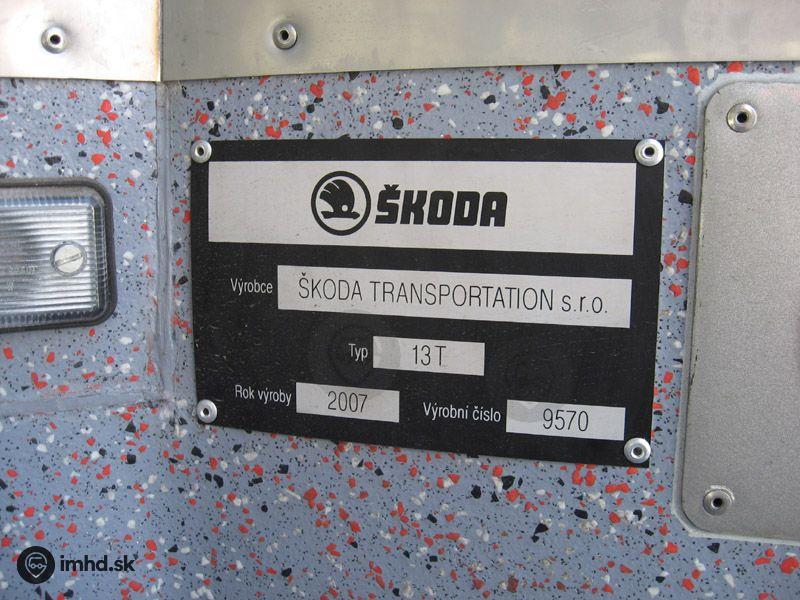 ŠKODA
Výrobce ŠKODA TRANSPORTATION s.r.o.
Typ 13T
Rok výroby 2007 Výrobní číslo 9570
imhd.sk